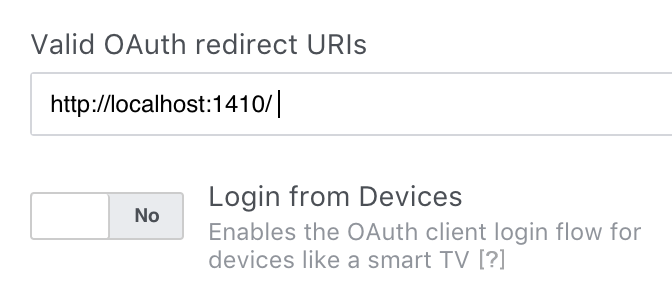 Valid OAuth redirect URIs
http://localhost:1410/
No
Login from Devices
Enables the OAuth client login flow for
devices like a smart TV [?]